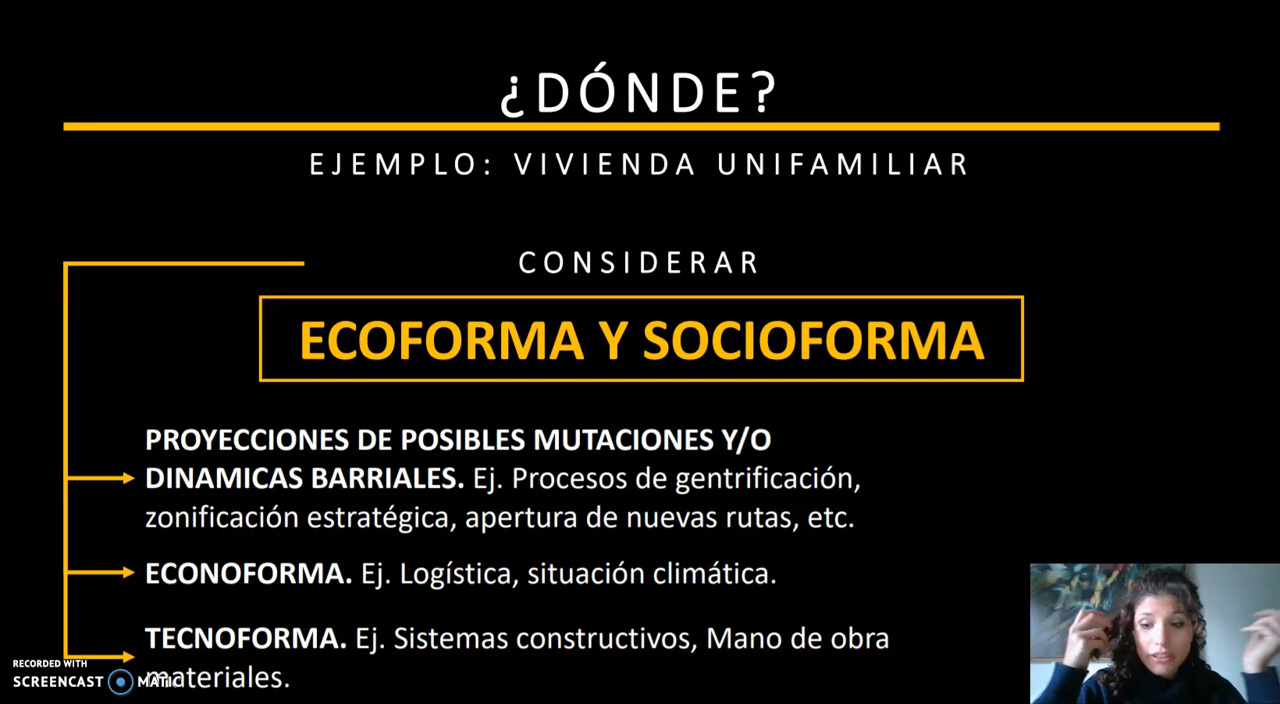 ¿DÓNDE?
EJEMPLO: VIVIENDA UNIFAMILIAR
CONSIDERAR
ECOFORMA Y SOCIOFORMA
PROYECCIONES DE POSIBLES MUTACIONES Y/O
DINAMICAS BARRIALES. Ej. Procesos de gentrificación,
zonificación estratégica, apertura de nuevas rutas, etc.
ECONOFORMA. Ej. Logística, situación climática.
TECNOFORMA. Ej. Sistemas constructivos, Mano de obra
materiales.
RECORDED WITH
SCREENCAST MATIC